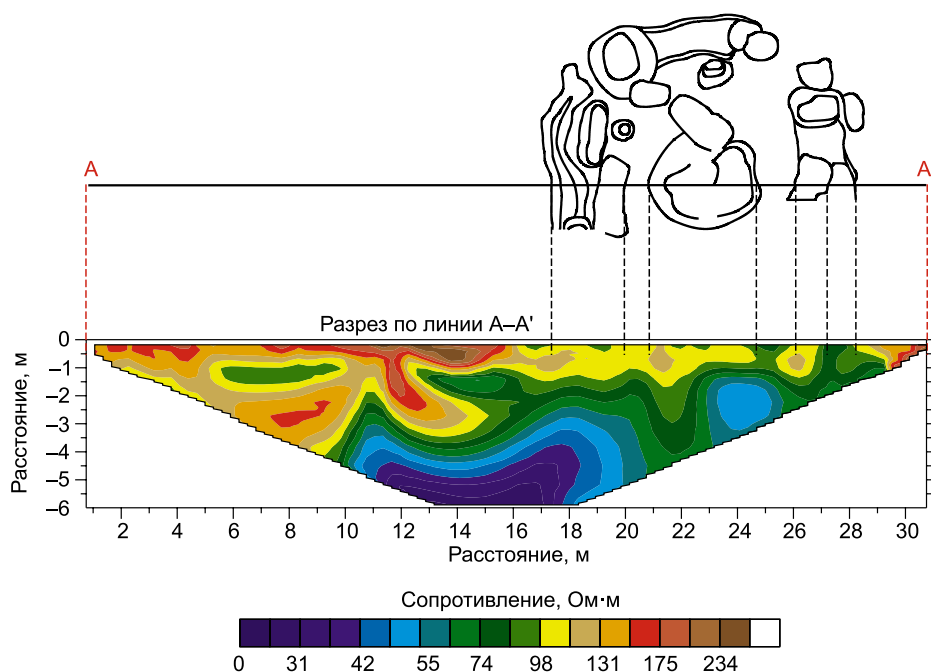 A A
Разрез по линии А–А'
Расстояние, м
0
–1
–2
–3
–4
–5
–6
2 4 6 8 10 12 14 16 18 20 22 24 26 28 30
Расстояние, м
Сопротивление, Ом·м
0 31 42 55 74 98 131 175 234